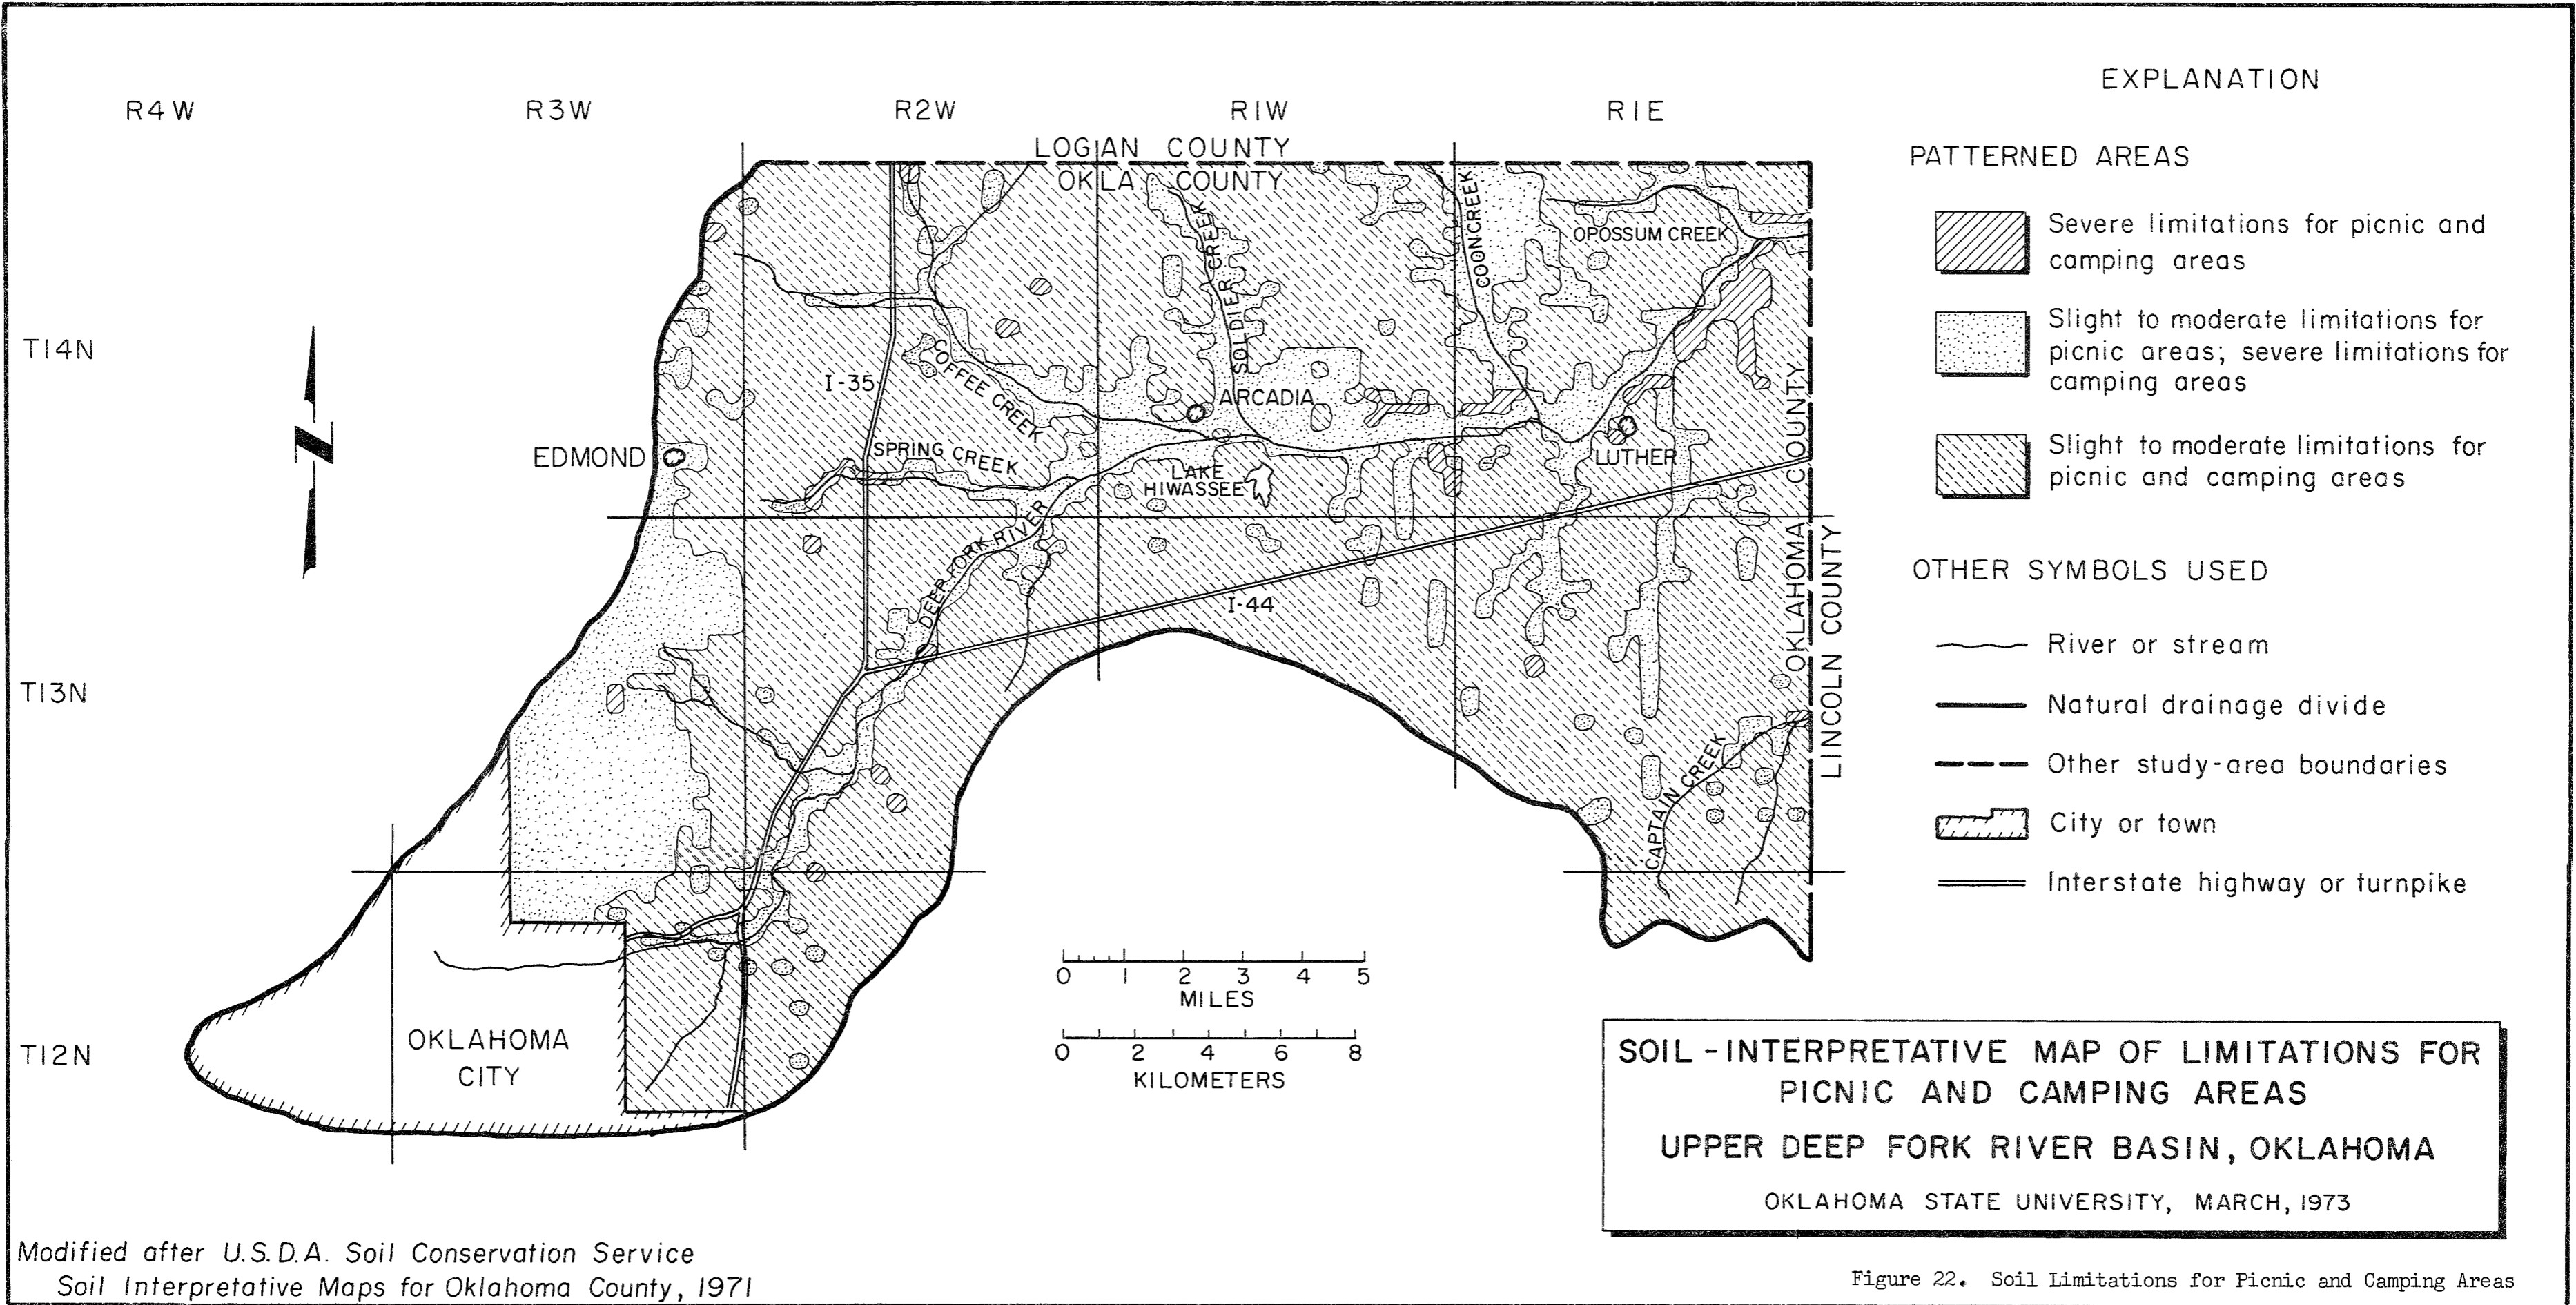 R4W R3W R2W R1W R1E
LOGAN COUNTY
OKLA COUNTY
T14N
T13N
T12N
I-35
COFFEE CREEK
SPRING CREEK
EDMOND
DEEP FORK RIVER
SOLDIER CREEK
ARCADIA
LAKE
HIWASSEE
COONCREEK
OPOSSUM CREEK
LUTHER
I-44
CAPTAIN CREEK
OKLAHOMA COUNTY
LINCOLN COUNTY
OKLAHOMA
CITY
0 1 2 3 4 5
MILES
0 2 4 6 8
KILOMETERS
EXPLANATION
PATTERNED AREAS
Severe limitations for picnic and
camping areas
Slight to moderate limitations for
picnic areas; severe limitations for
camping areas
Slight to moderate limitations for
picnic and camping areas
OTHER SYMBOLS USED
River or stream
Natural drainage divide
Other study-area boundaries
City or town
Interstate highway or turnpike
SOIL-INTERPRETATIVE MAP OF LIMITATIONS FOR
PICNIC AND CAMPING AREAS
UPPER DEEP FORK RIVER BASIN, OKLAHOMA
OKLAHOMA STATE UNIVERSITY, MARCH, 1973
Modified after U.S.D.A. Soil Conservation Service
Soil Interpretative Maps for Oklahoma County, 1971
Figure 22. Soil Limitations for Picnic and Camping Areas